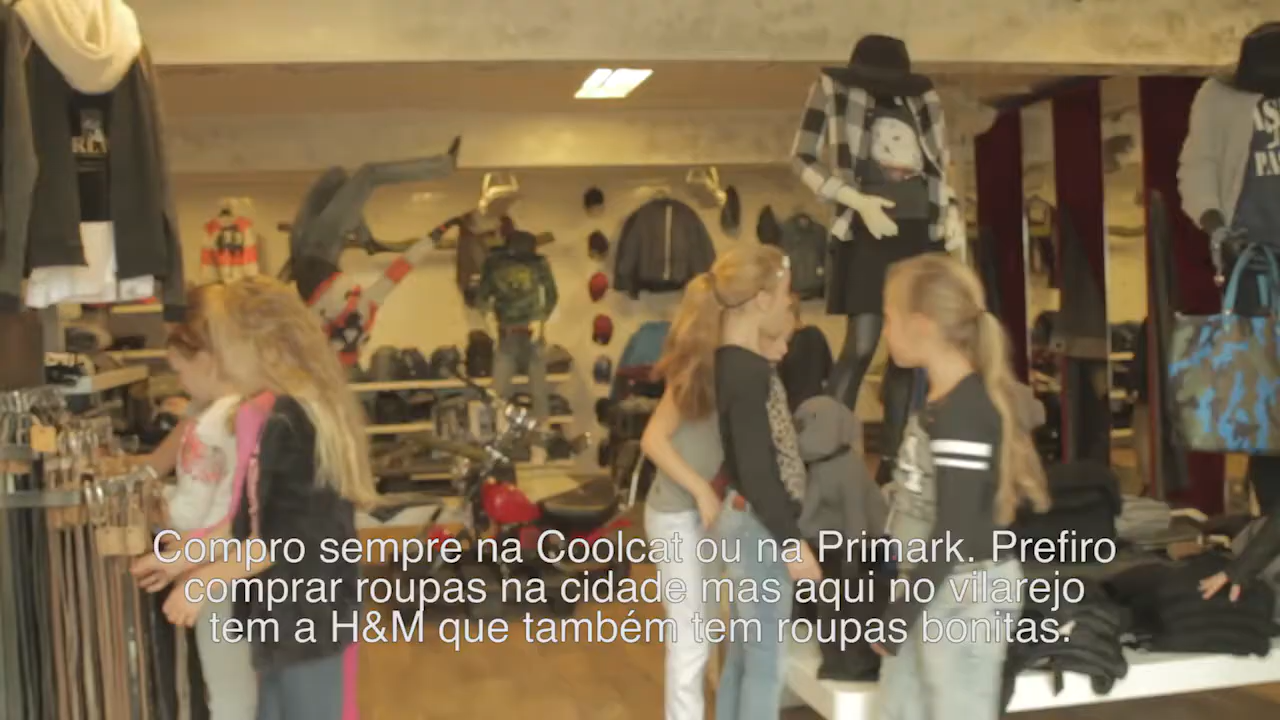 Compro sempre na Coolcat ou na Primark. Prefiro
comprar roupas na cidade mas aqui no vilarejo
tem a H&M que também tem roupas bonitas.